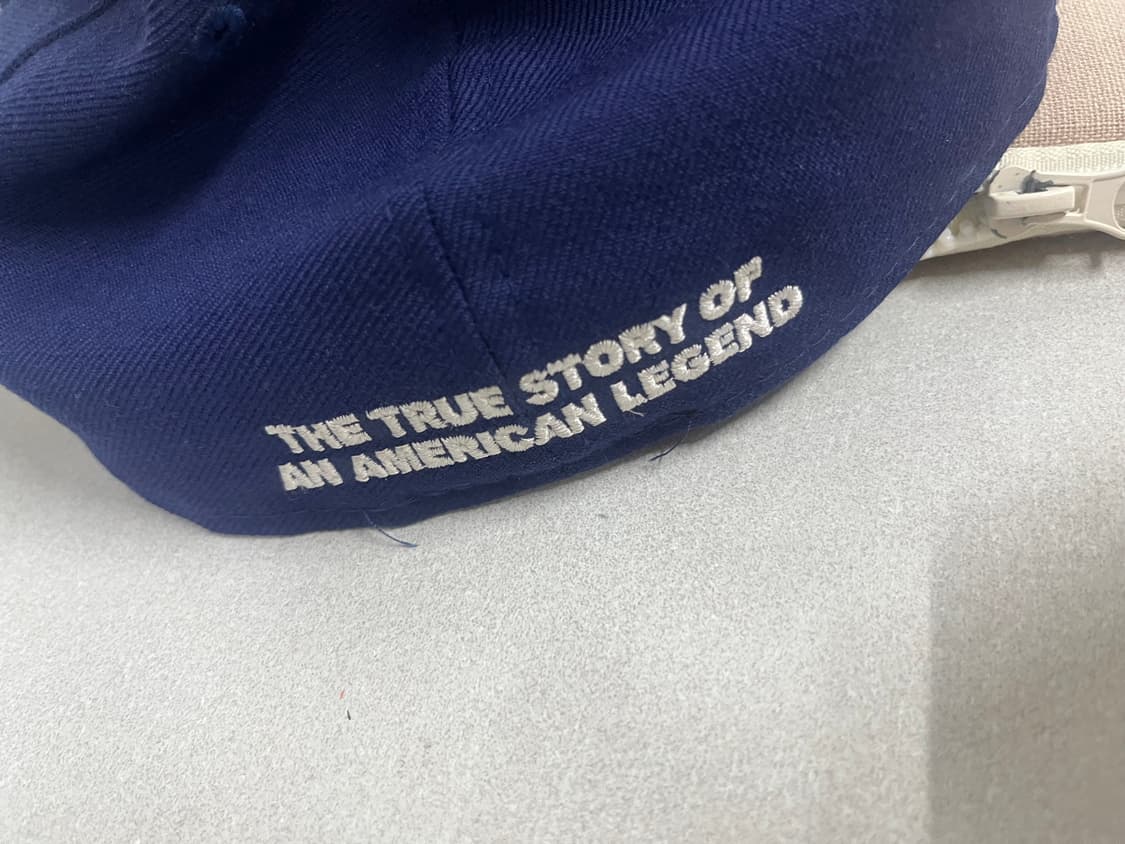 THE TRUE STORY OF
AN AMERICAN LEGEND